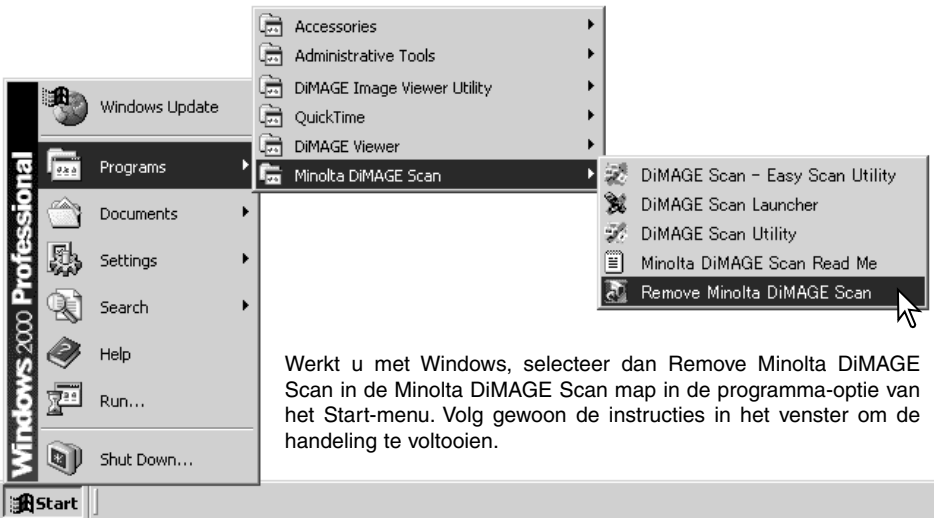 Accessories
Administrative Tools
DiMAGE Image Viewer Utility
QuickTime
DiMAGE Viewer
Minolta DiMAGE Scan
DiMAGE Scan - Easy Scan Utility
DiMAGE Scan Launcher
DiMAGE Scan Utility
Minolta DiMAGE Scan Read Me
Remove Minolta DiMAGE Scan
Windows 2000 Professional
Windows Update
Programs
Documents
Settings
Search
Help
Run...
Shut Down...
Start
Werkt u met Windows, selecteer dan Remove Minolta DiMAGE
Scan in de Minolta DiMAGE Scan map in de programma-optie van
het Start-menu. Volg gewoon de instructies in het venster om de
handeling te voltooien.